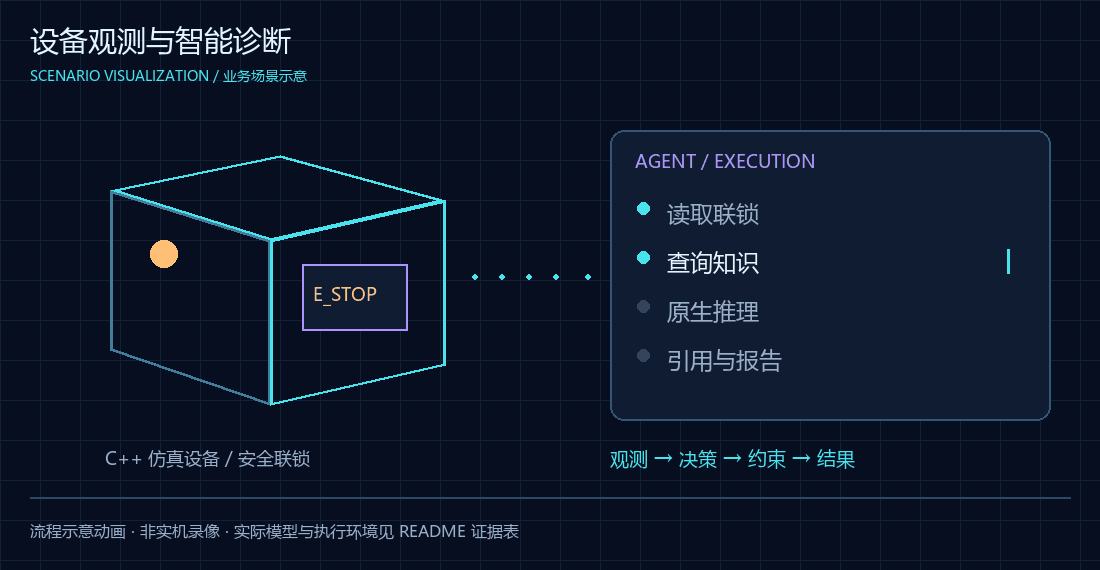 设备观测与智能诊断
SCENARIO VISUALIZATION / 业务场景示意
AGENT / EXECUTION
读取联锁
查询知识
原生推理
引用与报告
E_STOP
C++ 仿真设备 / 安全联锁
观测 → 决策 → 约束 → 结果
流程示意动画 · 非实机录像 · 实际模型与执行环境见 README 证据表